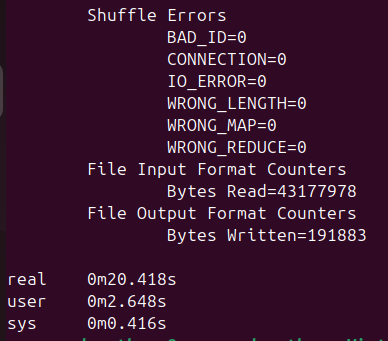 Shuffle Errors
BAD_ID=0
CONNECTION=0
IO_ERROR=0
WRONG_LENGTH=0
WRONG_MAP=0
WRONG_REDUCE=0
File Input Format Counters
Bytes Read=43177978
File Output Format Counters
Bytes Written=191883
real 0m20.418s
user 0m2.648s
sys 0m0.416s